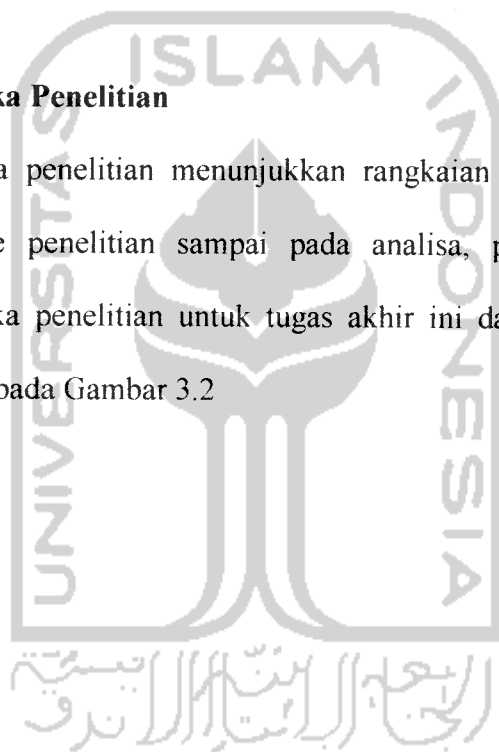 ISLAM
UNIVERSITAS
INDONESIA
ka Penelitian
a penelitian menunjukkan rangkaian
e penelitian sampai pada analisa, p
ka penelitian untuk tugas akhir ini da
pada Gambar 3.2